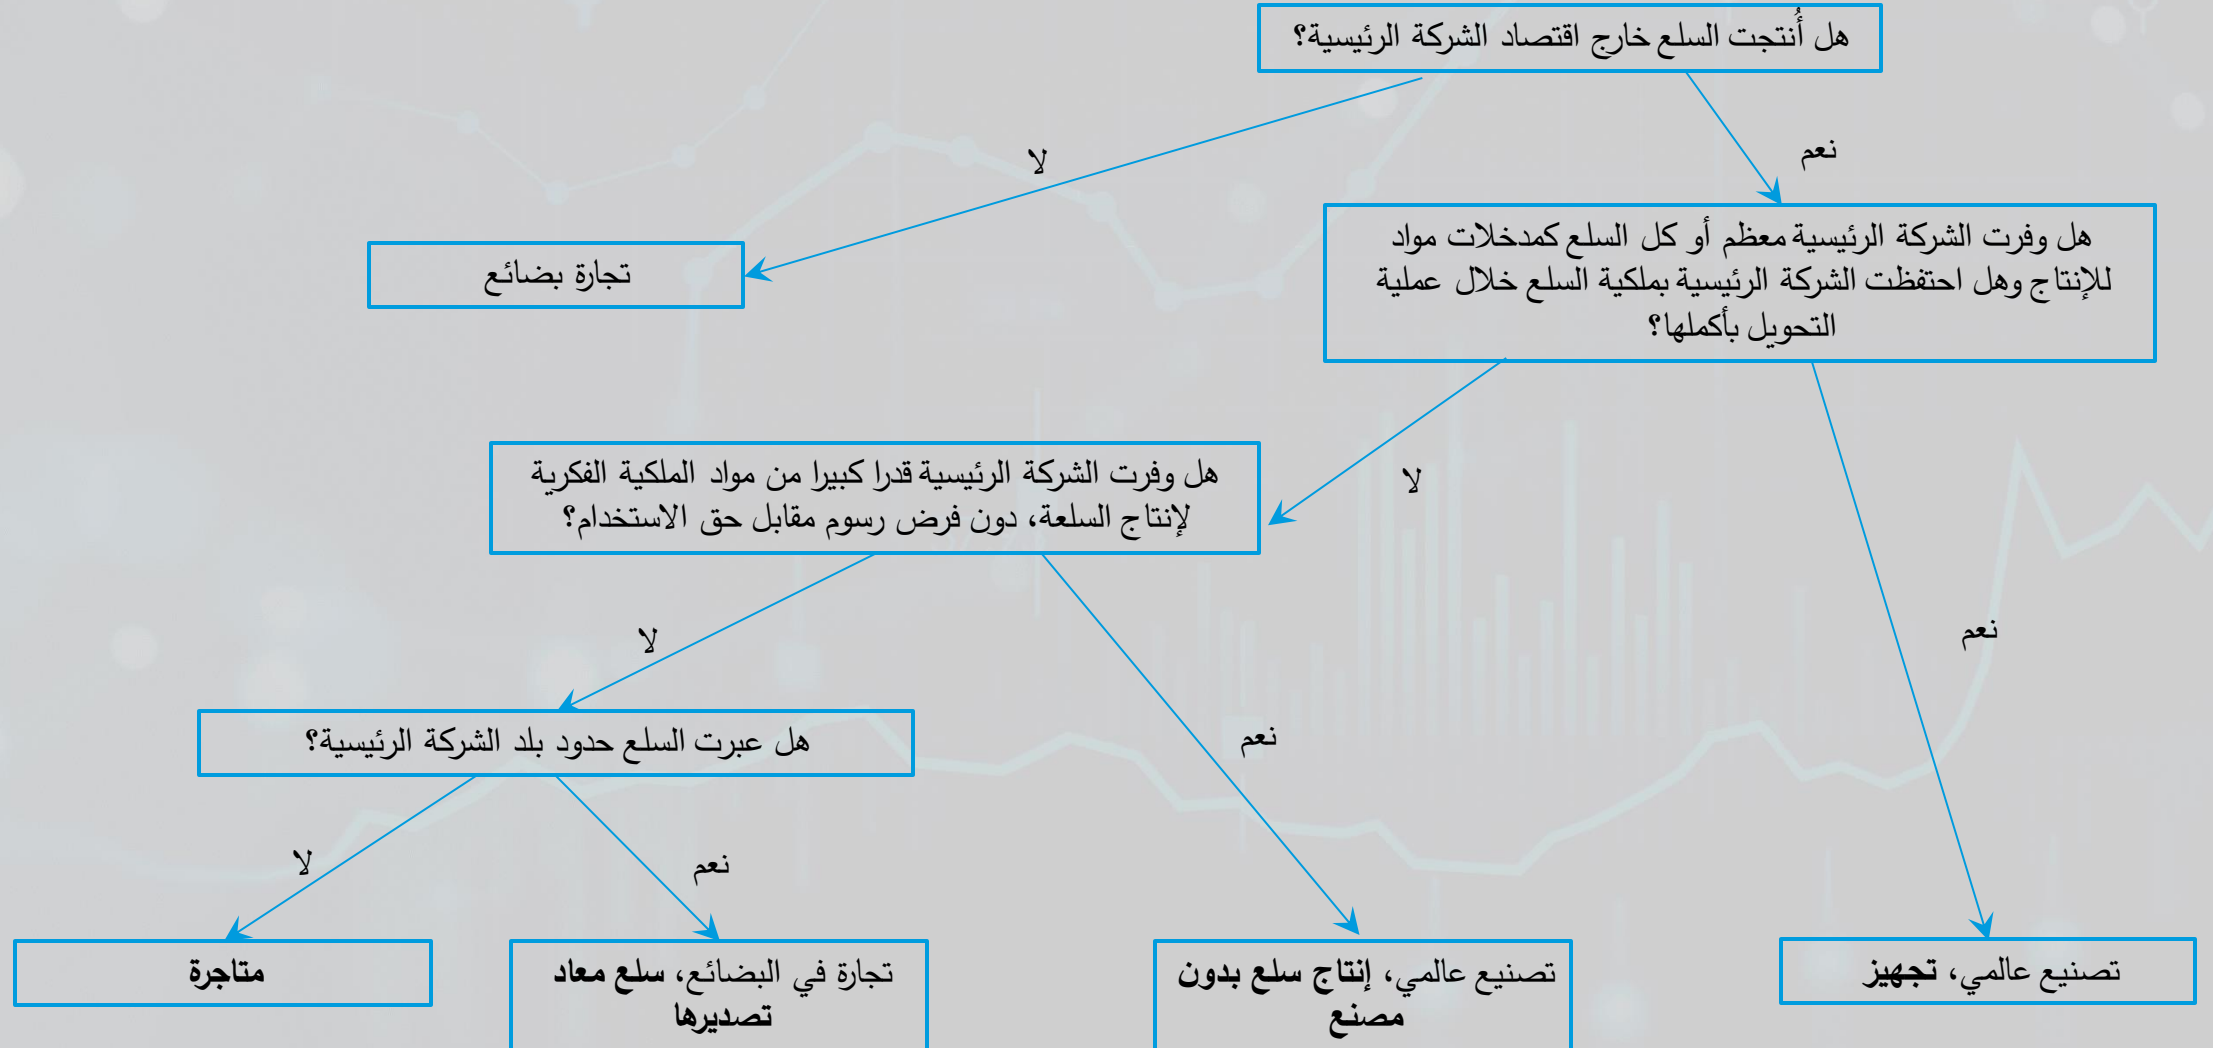 هل أُنتجت السلع خارج اقتصاد الشركة الرئيسية؟
نعم
لا
هل وفرت الشركة الرئيسية معظم أو كل السلع كمدخلات مواد
للإنتاج وهل احتفظت الشركة الرئيسية بملكية السلع خلال عملية
التحويل بأكملها؟
تجارة بضائع
لا
هل وفرت الشركة الرئيسية قدرا كبيرا من مواد الملكية الفكرية
لإنتاج السلعة، دون فرض رسوم مقابل حق الاستخدام؟
نعم
لا
نعم
هل عبرت السلع حدود بلد الشركة الرئيسية؟
نعم
لا
تصنيع عالمي، تجهيز
تصنيع عالمي، إنتاج سلع بدون
مصنع
تجارة في البضائع، سلع معاد
تصديرها
متاجرة